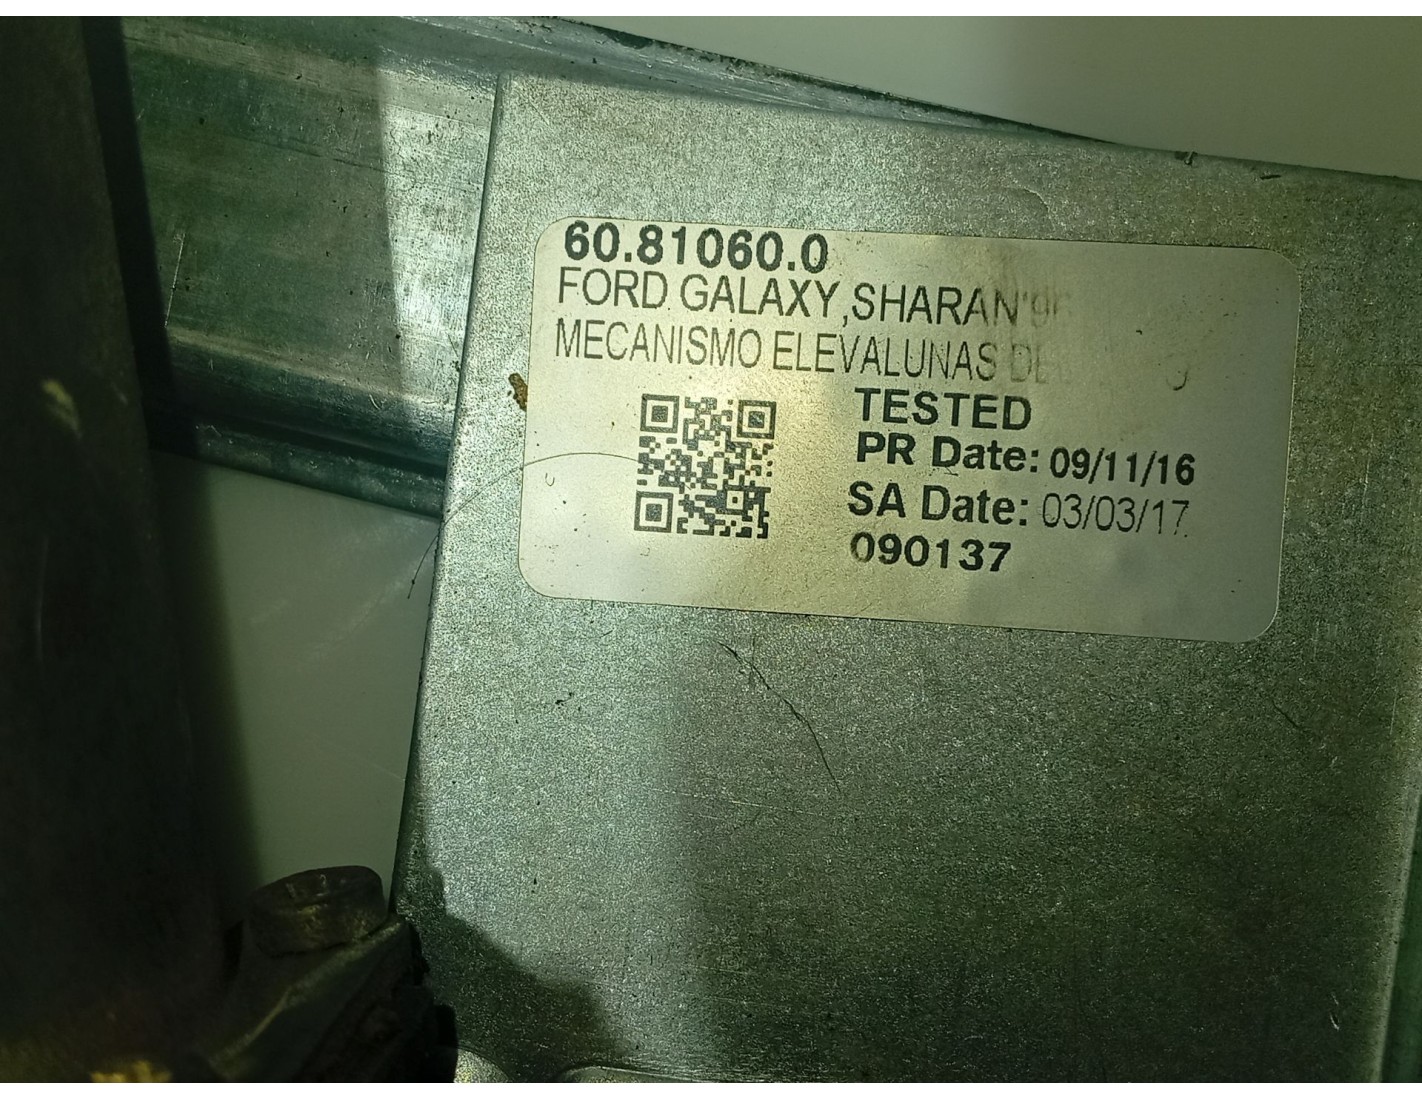 60.81060.0
FORD GALAXY,SHARAN
MECANISMO ELEVALUNAS
TESTED
PR Date: 09/11/16
SA Date: 03/03/17
090137